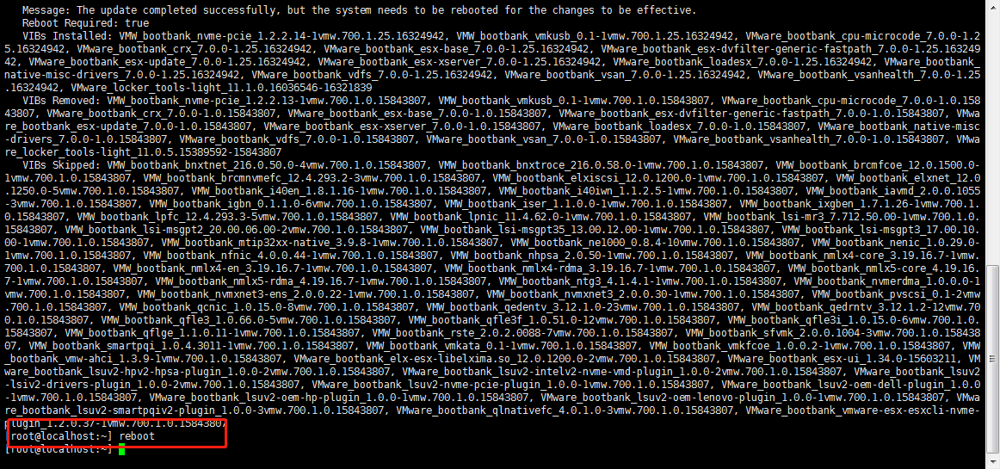 Message: The update completed successfully, but the system needs to be rebooted for the changes to be effective.
Reboot Required: true
VIBs Installed: VMW_bootbank_nvme-pcie_1.2.2.14-1vmw.700.1.25.16324942, VMW_bootbank_vmkusb_0.1-1vmw.700.1.25.16324942, VMware_bootbank_cpu-microcode_7.0.0-1.2
5.16324942, VMware_bootbank_crx_7.0.0-1.25.16324942, VMware_bootbank_esx-base_7.0.0-1.25.16324942, VMware_bootbank_esx-dvfilter-generic-fastpath_7.0.0-1.25.163249
42, VMware_bootbank_esx-update_7.0.0-1.25.16324942, VMware_bootbank_esx-xserver_7.0.0-1.25.16324942, VMware_bootbank_loadesx_7.0.0-1.25.16324942, VMware_bootbank_
native-misc-drivers_7.0.0-1.25.16324942, VMware_bootbank_vdfs_7.0.0-1.25.16324942, VMware_bootbank_vsan_7.0.0-1.25.16324942, VMware_bootbank_vsanhealth_7.0.0-1.25
.16324942, VMware_locker_tools-light_11.1.0.16036546-16321839
VIBs Removed: VMW_bootbank_nvme-pcie_1.2.2.13-1vmw.700.1.0.15843807, VMW_bootbank_vmkusb_0.1-1vmw.700.1.0.15843807, VMware_bootbank_cpu-microcode_7.0.0-1.0.158
43807, VMware_bootbank_crx_7.0.0-1.0.15843807, VMware_bootbank_esx-base_7.0.0-1.0.15843807, VMware_bootbank_esx-dvfilter-generic-fastpath_7.0.0-1.0.15843807, VMwa
re_bootbank_esx-update_7.0.0-1.0.15843807, VMware_bootbank_esx-xserver_7.0.0-1.0.15843807, VMware_bootbank_loadesx_7.0.0-1.0.15843807, VMware_bootbank_native-misc
-drivers_7.0.0-1.0.15843807, VMware_bootbank_vdfs_7.0.0-1.0.15843807, VMware_bootbank_vsan_7.0.0-1.0.15843807, VMware_bootbank_vsanhealth_7.0.0-1.0.15843807, VMwa
re_locker_tools-light_11.0.5.15389592-15843807
VIBs Skipped: VMW_bootbank_bnxtnet_216.0.50.0-4vmw.700.1.0.15843807, VMW_bootbank_bnxtroce_216.0.58.0-1vmw.700.1.0.15843807, VMW_bootbank_brcmfcoe_12.0.1500.0-
1vmw.700.1.0.15843807, VMW_bootbank_brcmnvmefc_12.4.293.2-3vmw.700.1.0.15843807, VMW_bootbank_elxiscsi_12.0.1200.0-1vmw.700.1.0.15843807, VMW_bootbank_elxnet_12.0
.1250.0-5vmw.700.1.0.15843807, VMW_bootbank_i40en_1.8.1.16-1vmw.700.1.0.15843807, VMW_bootbank_i40iwn_1.1.2.5-1vmw.700.1.0.15843807, VMW_bootbank_iavmd_2.0.0.1055
-3vmw.700.1.0.15843807, VMW_bootbank_igbn_0.1.1.0-6vmw.700.1.0.15843807, VMW_bootbank_iser_1.1.0.0-1vmw.700.1.0.15843807, VMW_bootbank_ixgben_1.7.1.26-1vmw.700.1.
0.15843807, VMW_bootbank_lpfc_12.4.293.3-5vmw.700.1.0.15843807, VMW_bootbank_lpnic_11.4.62.0-1vmw.700.1.0.15843807, VMW_bootbank_lsi-mr3_7.712.50.00-1vmw.700.1.0.
15843807, VMW_bootbank_lsi-msgpt2_20.00.06.00-2vmw.700.1.0.15843807, VMW_bootbank_lsi-msgpt35_13.00.12.00-1vmw.700.1.0.15843807, VMW_bootbank_lsi-msgpt3_17.00.10.
00-1vmw.700.1.0.15843807, VMW_bootbank_mtip32xx-native_3.9.8-1vmw.700.1.0.15843807, VMW_bootbank_ne1000_0.8.4-10vmw.700.1.0.15843807, VMW_bootbank_nenic_1.0.29.0-
1vmw.700.1.0.15843807, VMW_bootbank_nfnic_4.0.0.44-1vmw.700.1.0.15843807, VMW_bootbank_nhpsa_2.0.50-1vmw.700.1.0.15843807, VMW_bootbank_nmlx4-core_3.19.16.7-1vmw.
700.1.0.15843807, VMW_bootbank_nmlx4-en_3.19.16.7-1vmw.700.1.0.15843807, VMW_bootbank_nmlx4-rdma_3.19.16.7-1vmw.700.1.0.15843807, VMW_bootbank_nmlx5-core_4.19.16.
7-1vmw.700.1.0.15843807, VMW_bootbank_nmlx5-rdma_4.19.16.7-1vmw.700.1.0.15843807, VMW_bootbank_ntg3_4.1.4.1-1vmw.700.1.0.15843807, VMW_bootbank_nvmerdma_1.0.0.0-1
vmw.700.1.0.15843807, VMW_bootbank_nvmxnet3-ens_2.0.0.22-1vmw.700.1.0.15843807, VMW_bootbank_nvmxnet3_2.0.0.30-1vmw.700.1.0.15843807, VMW_bootbank_pvscsi_0.1-2vmw
.700.1.0.15843807, VMW_bootbank_qcnic_1.0.15.0-8vmw.700.1.0.15843807, VMW_bootbank_qedentv_3.12.1.0-23vmw.700.1.0.15843807, VMW_bootbank_qedrntv_3.12.1.2-12vmw.70
0.1.0.15843807, VMW_bootbank_qfle3_1.0.66.0-5vmw.700.1.0.15843807, VMW_bootbank_qfle3f_1.0.51.0-12vmw.700.1.0.15843807, VMW_bootbank_qfle3i_1.0.15.0-6vmw.700.1.0.
15843807, VMW_bootbank_qflge_1.1.0.11-1vmw.700.1.0.15843807, VMW_bootbank_rste_2.0.2.0088-7vmw.700.1.0.15843807, VMW_bootbank_sfvmk_2.0.0.1004-3vmw.700.1.0.158438
07, VMW_bootbank_smartpqi_1.0.4.3011-1vmw.700.1.0.15843807, VMW_bootbank_vmkata_0.1-1vmw.700.1.0.15843807, VMW_bootbank_vmkfcoe_1.0.0.2-1vmw.700.1.0.15843807, VMW
_bootbank_vmw-ahci_1.3.9-1vmw.700.1.0.15843807, VMware_bootbank_elx-esx-libelxima.so_12.0.1200.0-2vmw.700.1.0.15843807, VMware_bootbank_esx-ui_1.34.0-15603211, VM
ware_bootbank_lsuv2-hpv2-hpsa-plugin_1.0.0-2vmw.700.1.0.15843807, VMware_bootbank_lsuv2-intelv2-nvme-vmd-plugin_1.0.0-2vmw.700.1.0.15843807, VMware_bootbank_lsuv2
-lsiv2-drivers-plugin_1.0.0-2vmw.700.1.0.15843807, VMware_bootbank_lsuv2-nvme-pcie-plugin_1.0.0-1vmw.700.1.0.15843807, VMware_bootbank_lsuv2-oem-dell-plugin_1.0.0
-1vmw.700.1.0.15843807, VMware_bootbank_lsuv2-oem-hp-plugin_1.0.0-1vmw.700.1.0.15843807, VMware_bootbank_lsuv2-oem-lenovo-plugin_1.0.0-1vmw.700.1.0.15843807, VMwa
re_bootbank_lsuv2-smartpqiv2-plugin_1.0.0-3vmw.700.1.0.15843807, VMware_bootbank_qlnativefc_4.0.1.0-3vmw.700.1.0.15843807, VMware_bootbank_vmware-esx-esxcli-nvme-
plugin_1.2.0.37-1vmw.700.1.0.15843807
[root@localhost:~] reboot
[root@localhost:~]